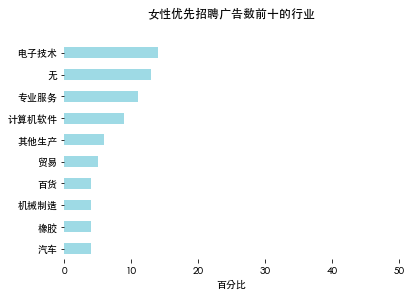 女性优先招聘广告数前十的行业
电子技术
无
专业服务
计算机软件
其他生产
贸易
百货
机械制造
橡胶
汽车
0 10 20 30 40 50
百分比